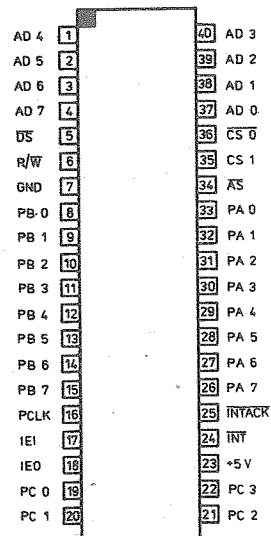 AD 4 1 40 AD 3
AD 5 2 39 AD 2
AD 6 3 38 AD 1
AD 7 4 37 AD 0
D̅S̅ 5 36 C̅S̅ 0̅
R/W̅ 6 35 CS 1
GND 7 34 A̅S̅
PB 0 8 33 PA 0
PB 1 9 32 PA 1
PB 2 10 31 PA 2
PB 3 11 30 PA 3
PB 4 12 29 PA 4
PB 5 13 28 PA 5
PB 6 14 27 PA 6
PB 7 15 26 PA 7
PCLK 16 25 I̅N̅T̅A̅C̅K̅
IEI 17 24 I̅N̅T̅
IEO 18 23 +5 V
PC 0 19 22 PC 3
PC 1 20 21 PC 2